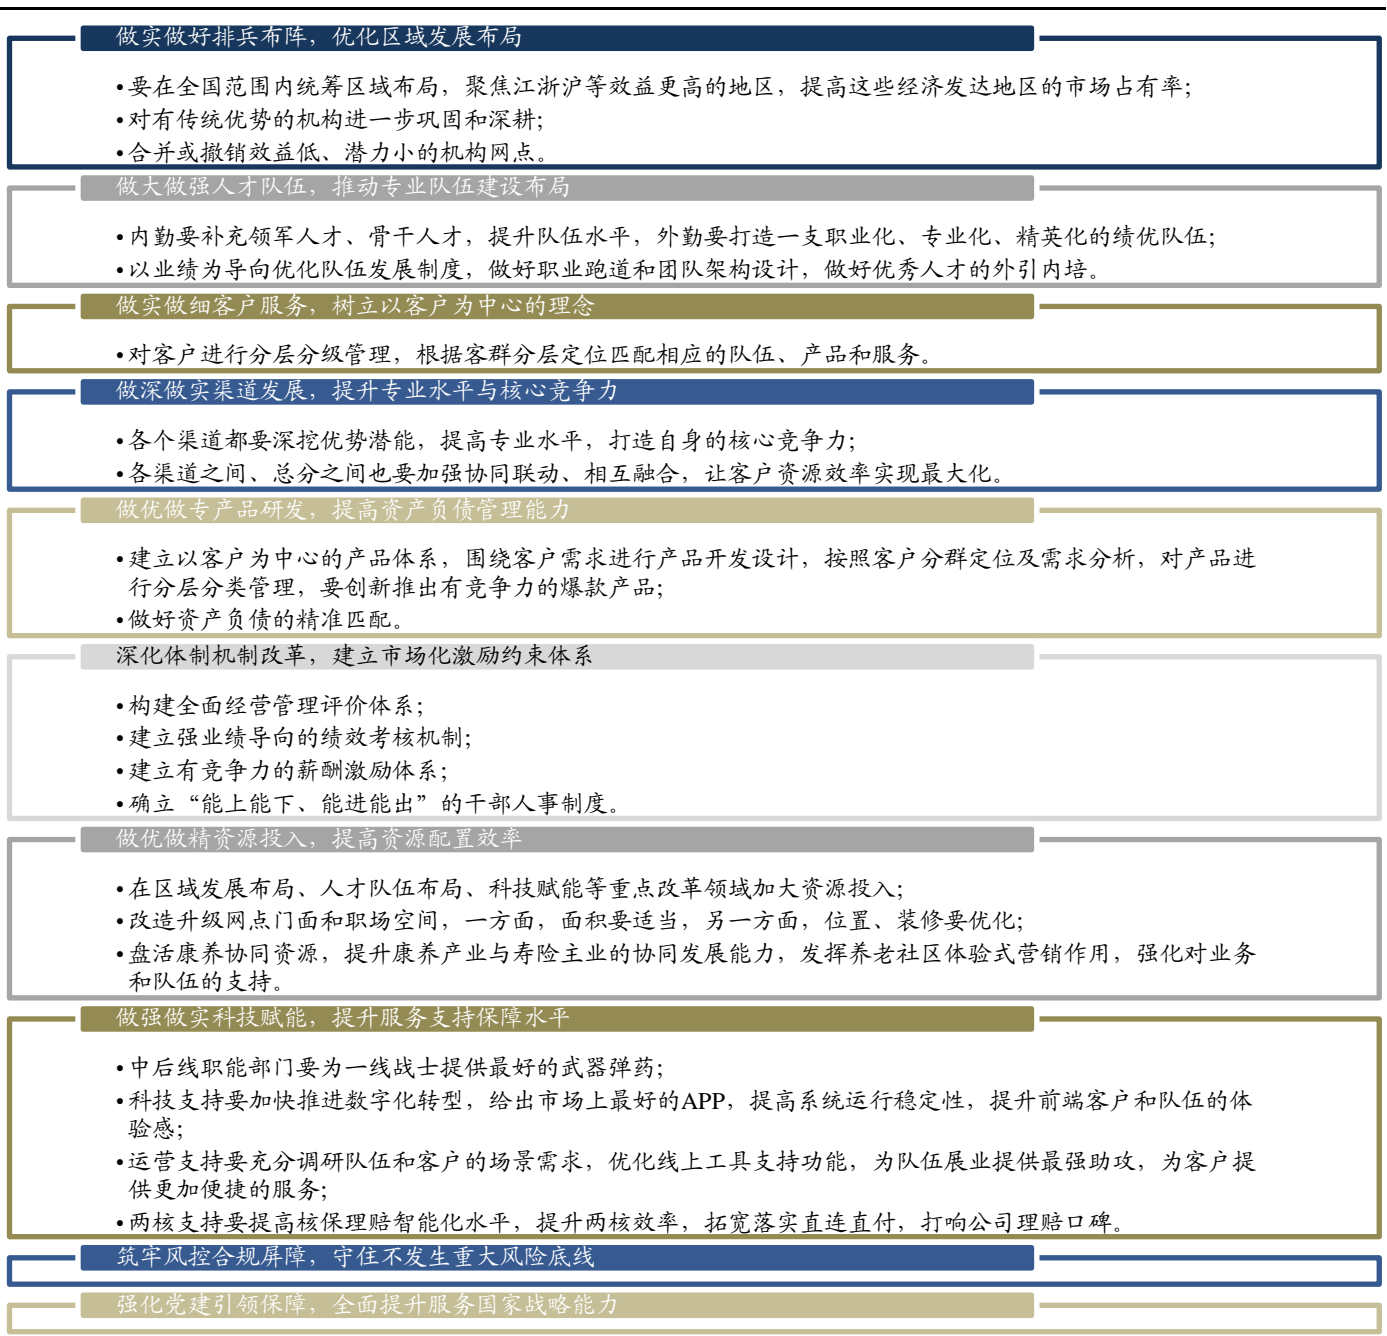 做实做好排兵布阵，优化区域发展布局
•要在全国范围内统筹区域布局，聚焦江浙沪等效益更高的地区，提高这些经济发达地区的市场占有率；
•对有传统优势的机构进一步巩固和深耕；
•合并或撤销效益低、潜力小的机构网点。
做大做强人才队伍，推动专业队伍建设布局
•内勤要补充领军人才、骨干人才，提升队伍水平，外勤要打造一支职业化、专业化、精英化的绩优队伍；
•以业绩为导向优化队伍发展制度，做好职业跑道和团队架构设计，做好优秀人才的外引内培。
做实做细客户服务，树立以客户为中心的理念
•对客户进行分层分级管理，根据客群分层定位匹配相应的队伍、产品和服务。
做深做实渠道发展，提升专业水平与核心竞争力
•各个渠道都要深挖优势潜能，提高专业水平，打造自身的核心竞争力；
•各渠道之间、总分之间也要加强协同联动、相互融合，让客户资源效率实现最大化。
做优做专产品研发，提高资产负债管理能力
•建立以客户为中心的产品体系，围绕客户需求进行产品开发设计，按照客户分群定位及需求分析，对产品进
行分层分类管理，要创新推出有竞争力的爆款产品；
•做好资产负债的精准匹配。
深化体制机制改革，建立市场化激励约束体系
•构建全面经营管理评价体系；
•建立强业绩导向的绩效考核机制；
•建立有竞争力的薪酬激励体系；
•确立“能上能下、能进能出”的干部人事制度。
做优做精资源投入，提高资源配置效率
•在区域发展布局、人才队伍布局、科技赋能等重点改革领域加大资源投入；
•改造升级网点门面和职场空间，一方面，面积要适当，另一方面，位置、装修要优化；
•盘活康养协同资源，提升康养产业与寿险主业的协同发展能力，发挥养老社区体验式营销作用，强化对业务
和队伍的支持。
做强做实科技赋能，提升服务支持保障水平
•中后线职能部门要为一线战士提供最好的武器弹药；
•科技支持要加快推进数字化转型，给出市场上最好的APP，提高系统运行稳定性，提升前端客户和队伍的体
验感；
•运营支持要充分调研队伍和客户的场景需求，优化线上工具支持功能，为队伍展业提供最强助攻，为客户提
供更加便捷的服务；
•两核支持要提高核保理赔智能化水平，提升两核效率，拓宽落实直连直付，打响公司理赔口碑。
筑牢风控合规屏障，守住不发生重大风险底线
强化党建引领保障，全面提升服务国家战略能力